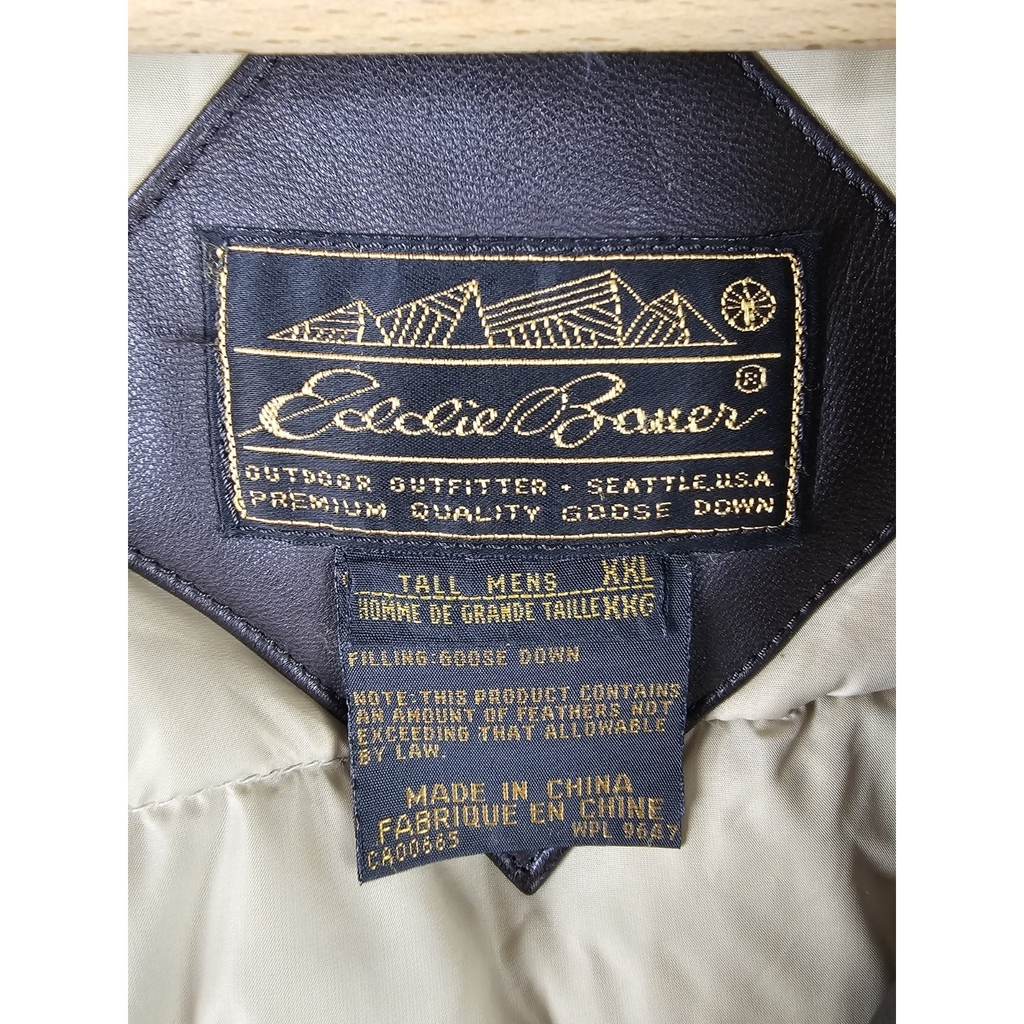 Eddie Bauer ®
OUTDOOR OUTFITTER · SEATTLE, U.S.A
PREMIUM QUALITY GOOSE DOWN
TALL MENS XXL
HOMME DE GRANDE TAILLE XXG
FILLING: GOOSE DOWN
NOTE: THIS PRODUCT CONTAINS
AN AMOUNT OF FEATHERS NOT
EXCEEDING THAT ALLOWABLE
BY LAW.
MADE IN CHINA
FABRIQUE EN CHINE
CA00665 WPL 9647